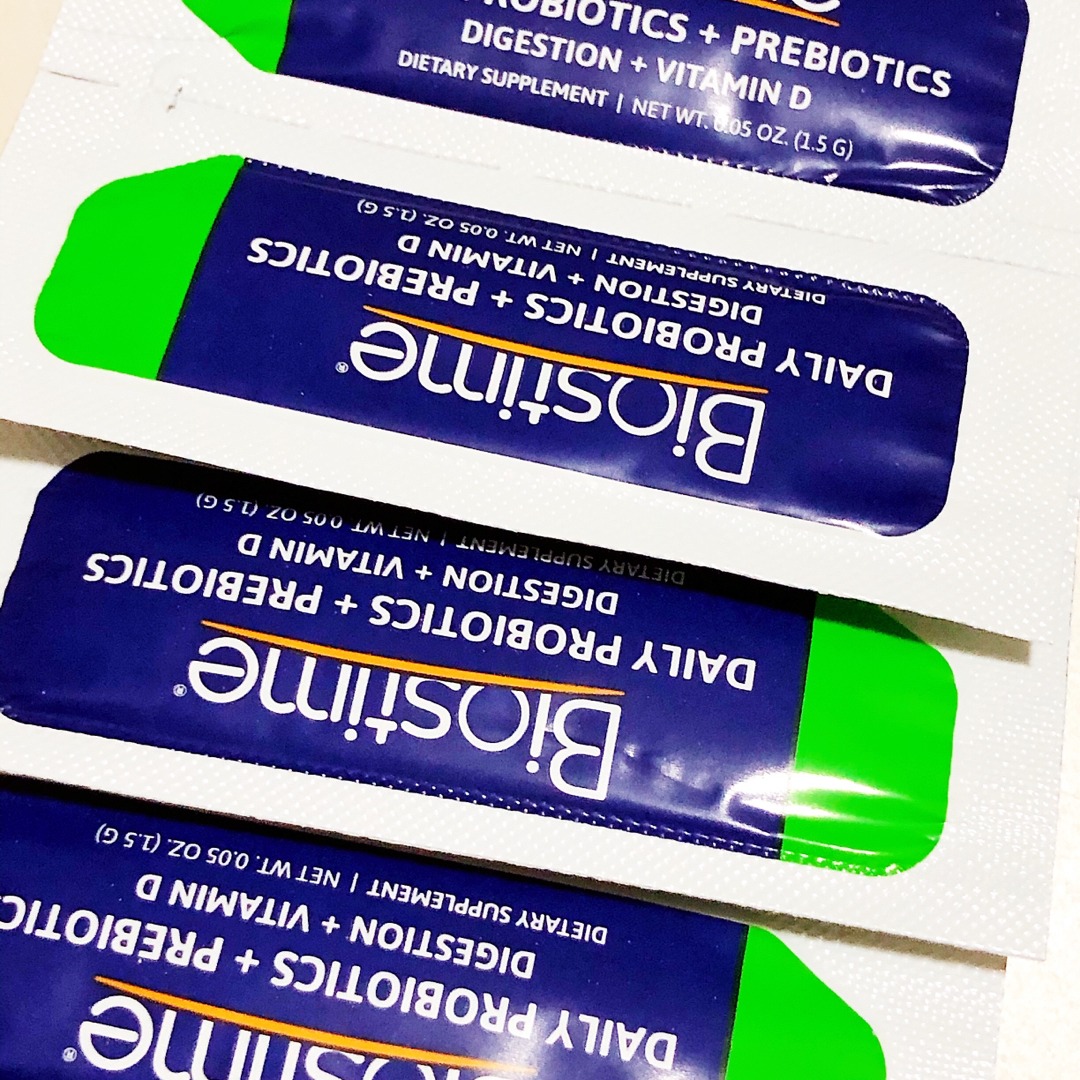 PROBIOTICS + PREBIOTICS
DIGESTION + VITAMIN D
DIETARY SUPPLEMENT | NET WT. 0.05 OZ. (1.5 G)
Biostime®
DAILY PROBIOTICS + PREBIOTICS
DIGESTION + VITAMIN D
DIETARY SUPPLEMENT | NET WT. 0.05 OZ. (1.5 G)
Biostime®
DAILY PROBIOTICS + PREBIOTICS
DIGESTION + VITAMIN D
DIETARY SUPPLEMENT | NET WT. 0.05 OZ. (1.5 G)
Biostime®
DAILY PROBIOTICS + PREBIOTICS
DIGESTION + VITAMIN D
DIETARY SUPPLEMENT | NET WT. 0.05 OZ. (1.5 G)